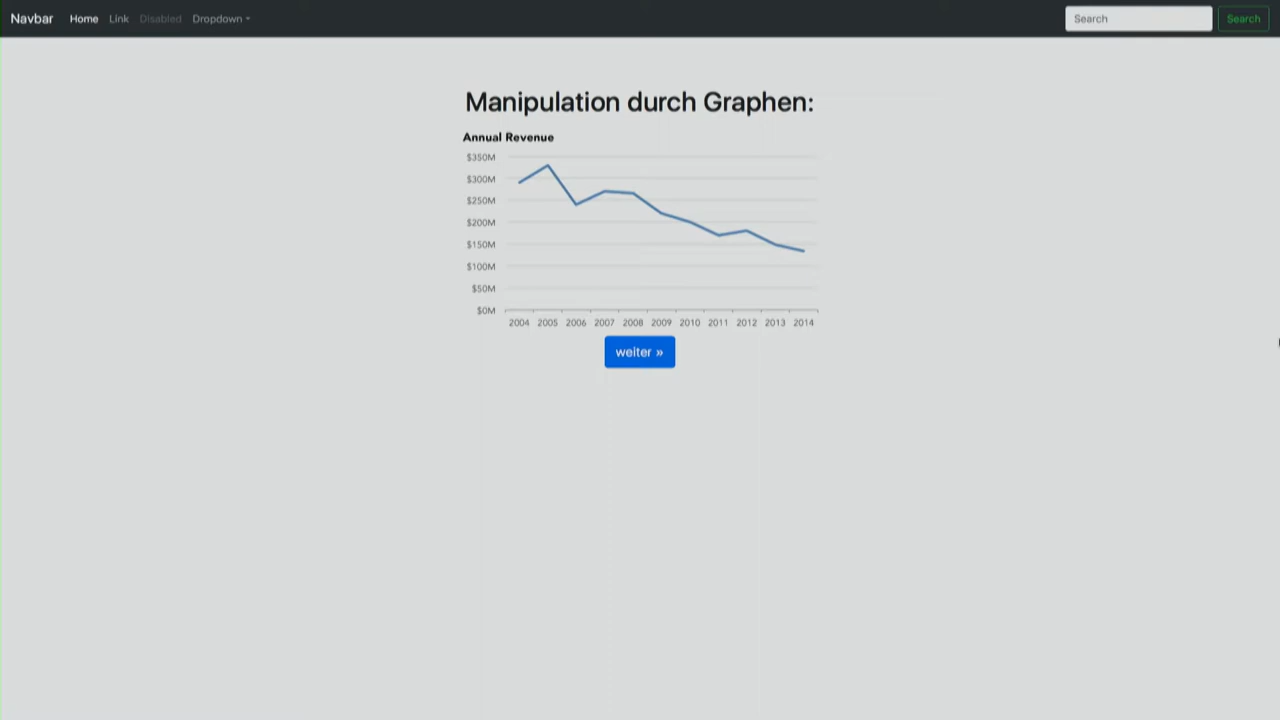 Navbar Home Link Disabled Dropdown Search Search
Manipulation durch Graphen:
Annual Revenue
$350M
$300M
$250M
$200M
$150M
$100M
$50M
$0M
2004 2005 2006 2007 2008 2009 2010 2011 2012 2013 2014
weiter »